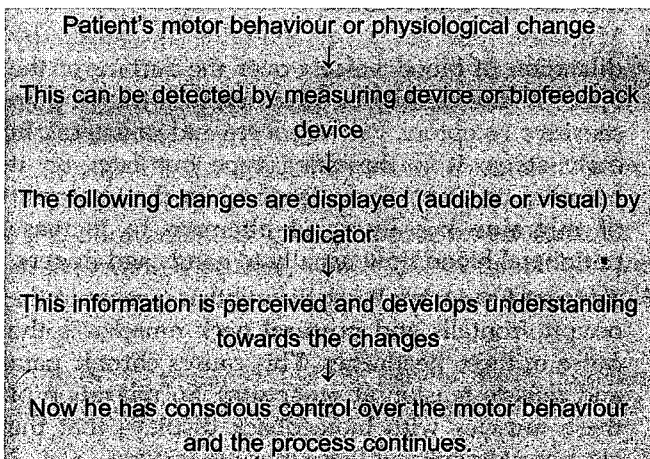 Patient's motor behaviour or physiological change
↓
This can be detected by measuring device or biofeedback
device
↓
The following changes are displayed (audible or visual) by
indicator.
↓
This information is perceived and develops understanding
towards the changes
↓
Now he has conscious control over the motor behaviour
and the process continues.